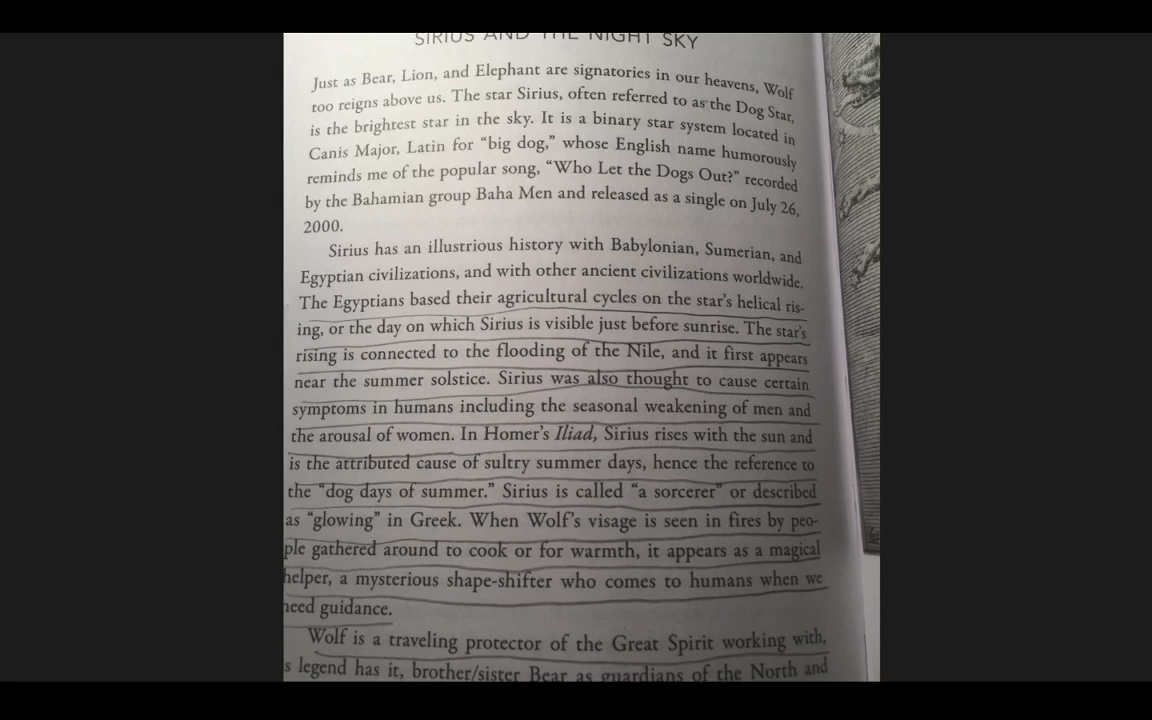 SIRIUS AND THE NIGHT SKY
Just as Bear, Lion, and Elephant are signatories in our heavens, Wolf
too reigns above us. The star Sirius, often referred to as the Dog Star,
is the brightest star in the sky. It is a binary star system located in
Canis Major, Latin for “big dog,” whose English name humorously
reminds me of the popular song, “Who Let the Dogs Out?” recorded
by the Bahamian group Baha Men and released as a single on July 26,
2000.
Sirius has an illustrious history with Babylonian, Sumerian, and
Egyptian civilizations, and with other ancient civilizations worldwide.
The Egyptians based their agricultural cycles on the star’s helical ris-
ing, or the day on which Sirius is visible just before sunrise. The star’s
rising is connected to the flooding of the Nile, and it first appears
near the summer solstice. Sirius was also thought to cause certain
symptoms in humans including the seasonal weakening of men and
the arousal of women. In Homer’s Iliad, Sirius rises with the sun and
is the attributed cause of sultry summer days, hence the reference to
the “dog days of summer.” Sirius is called “a sorcerer” or described
as “glowing” in Greek. When Wolf’s visage is seen in fires by peo-
ple gathered around to cook or for warmth, it appears as a magical
helper, a mysterious shape-shifter who comes to humans when we
need guidance.
Wolf is a traveling protector of the Great Spirit working with,
s legend has it, brother/sister Bear as guardians of the North and